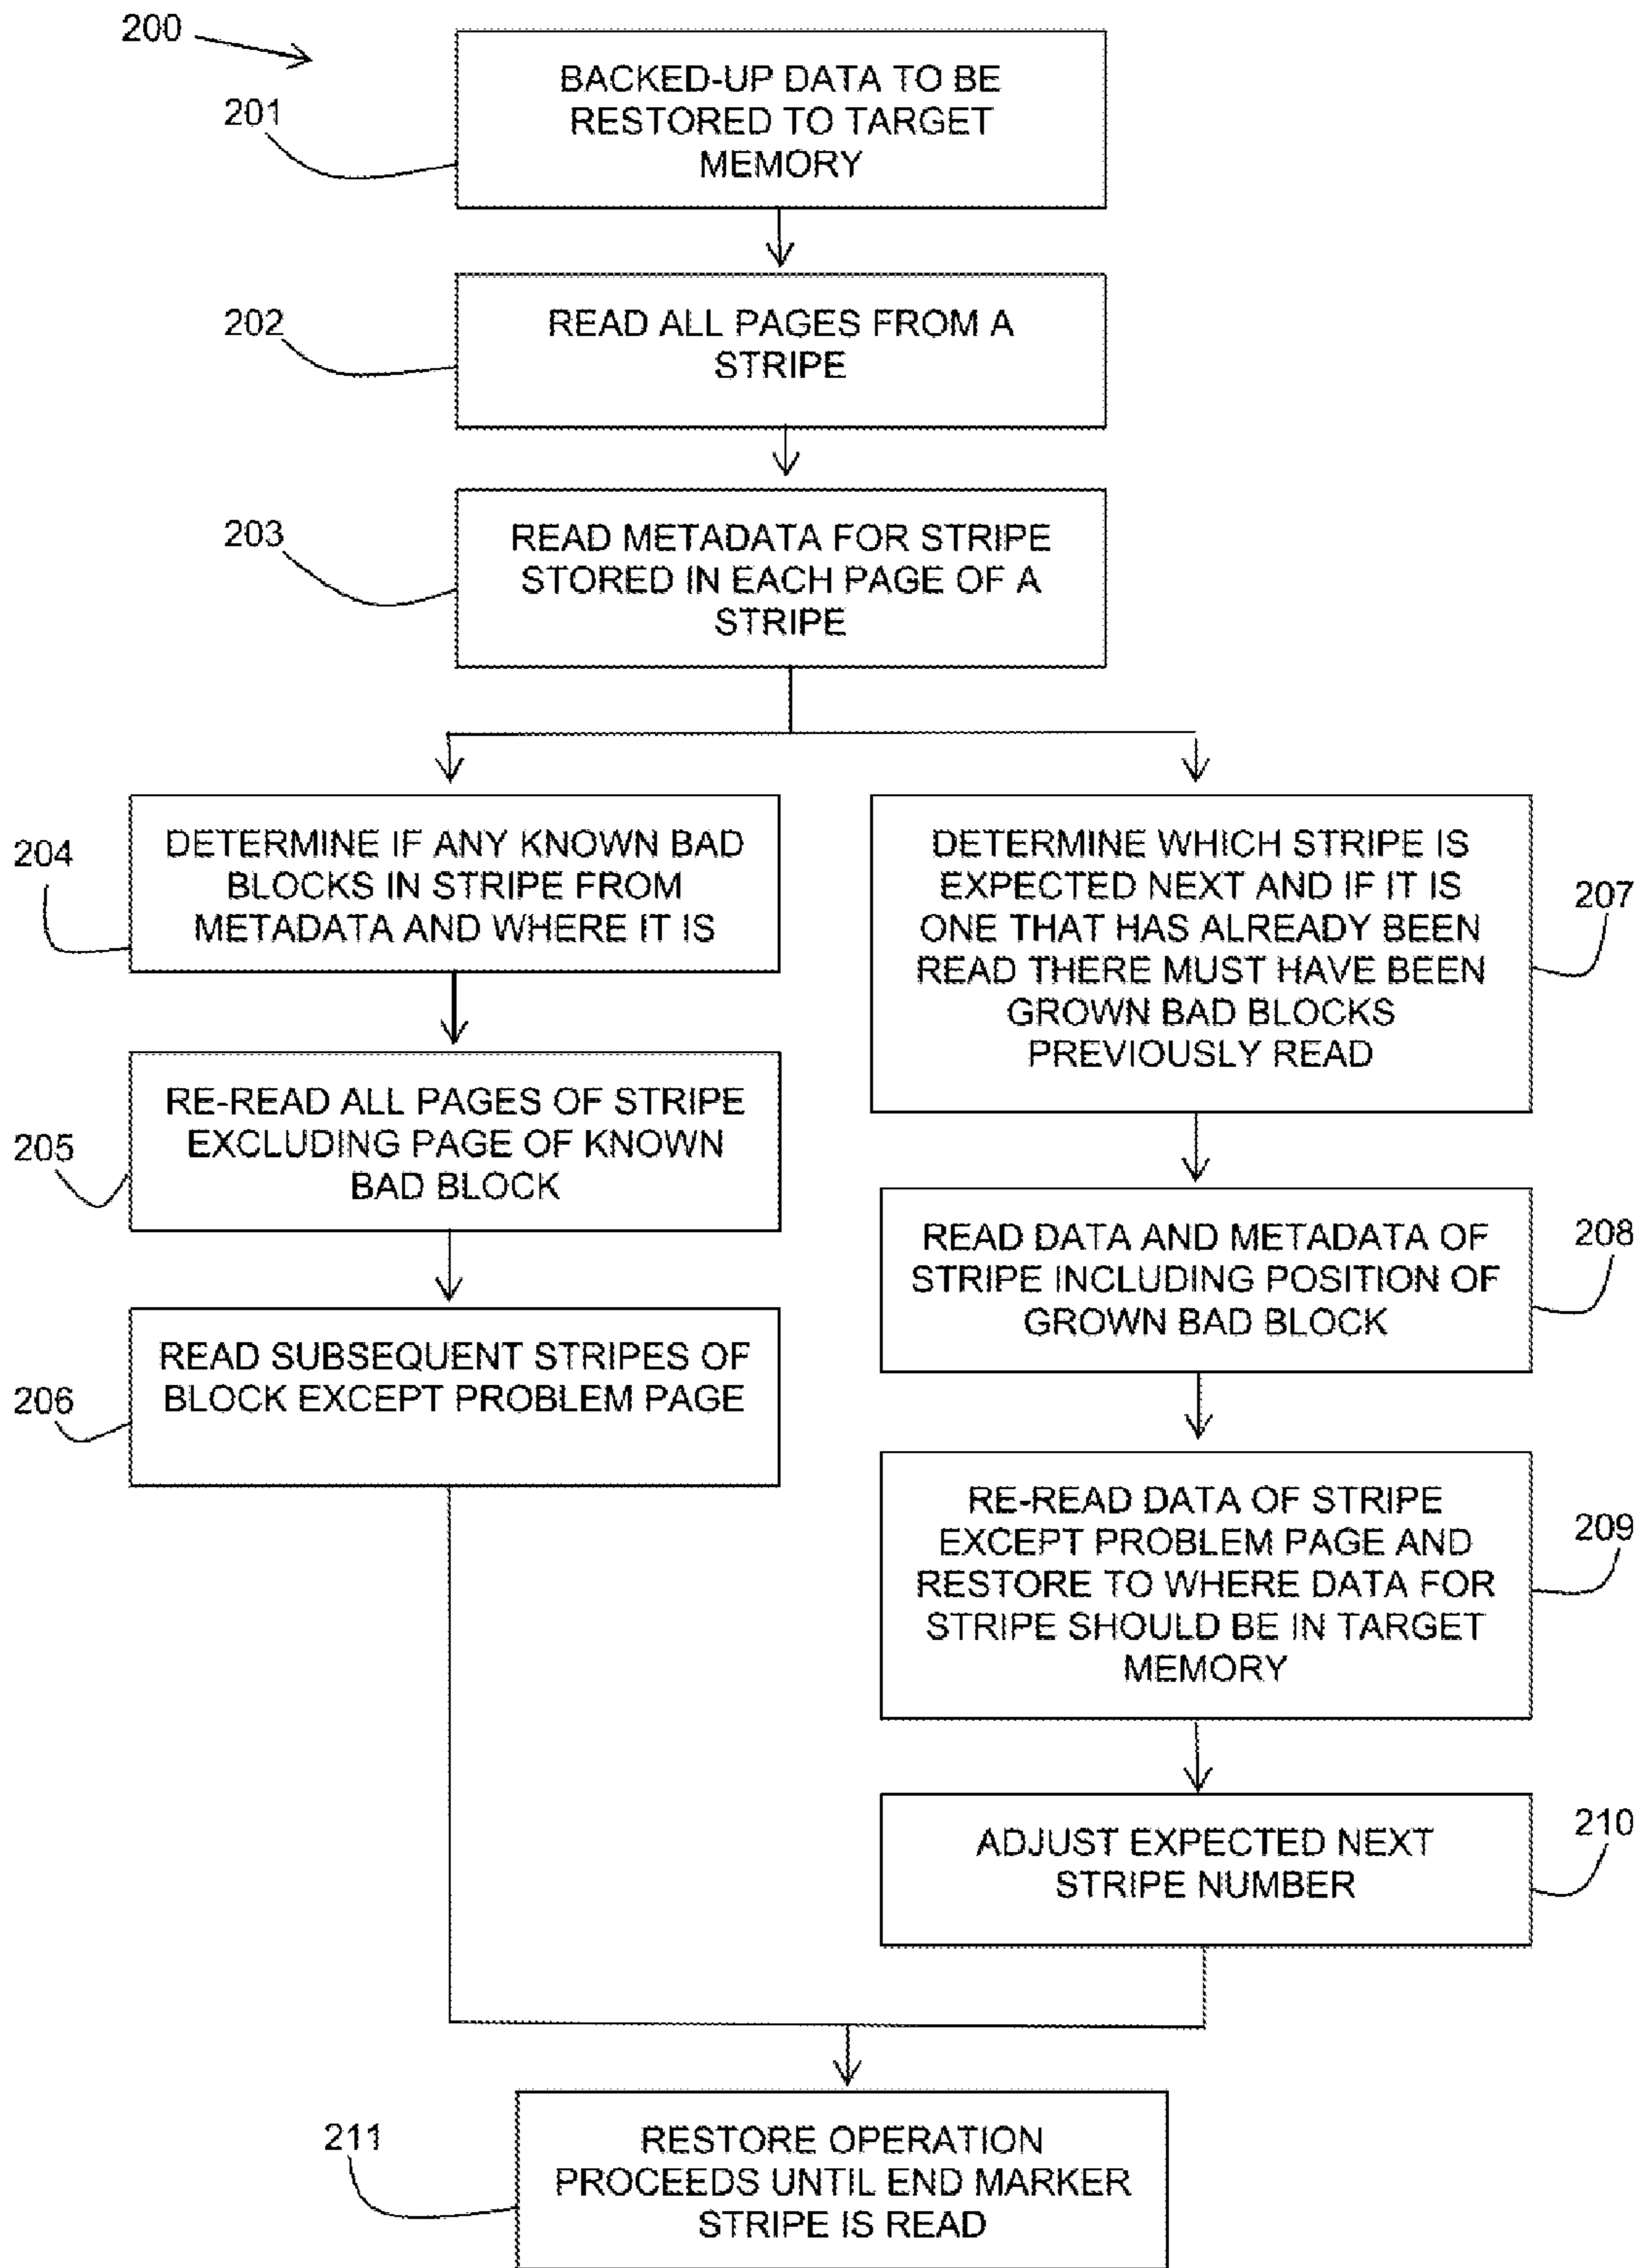 200
201
BACKED-UP DATA TO BE
RESTORED TO TARGET
MEMORY
202
READ ALL PAGES FROM A
STRIPE
203
READ METADATA FOR STRIPE
STORED IN EACH PAGE OF A
STRIPE
204
DETERMINE IF ANY KNOWN BAD
BLOCKS IN STRIPE FROM
METADATA AND WHERE IT IS
205
RE-READ ALL PAGES OF STRIPE
EXCLUDING PAGE OF KNOWN
BAD BLOCK
206
READ SUBSEQUENT STRIPES OF
BLOCK EXCEPT PROBLEM PAGE
DETERMINE WHICH STRIPE IS
EXPECTED NEXT AND IF IT IS
ONE THAT HAS ALREADY BEEN
READ THERE MUST HAVE BEEN
GROWN BAD BLOCKS
PREVIOUSLY READ
207
READ DATA AND METADATA OF
STRIPE INCLUDING POSITION OF
GROWN BAD BLOCK
208
RE-READ DATA OF STRIPE
EXCEPT PROBLEM PAGE AND
RESTORE TO WHERE DATA FOR
STRIPE SHOULD BE IN TARGET
MEMORY
209
ADJUST EXPECTED NEXT
STRIPE NUMBER
210
211
RESTORE OPERATION
PROCEEDS UNTIL END MARKER
STRIPE IS READ